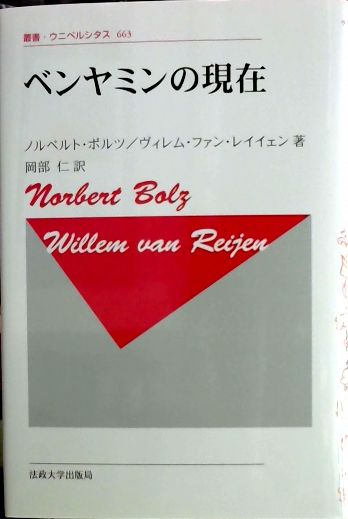 叢書・ウニベルシタス 663
ベンヤミンの現在
ノルベルト・ボルツ／ヴィレム・ファン・レイイェン 著
岡部 仁 訳
Norbert Bolz
Willem van Reijen
法政大学出版局